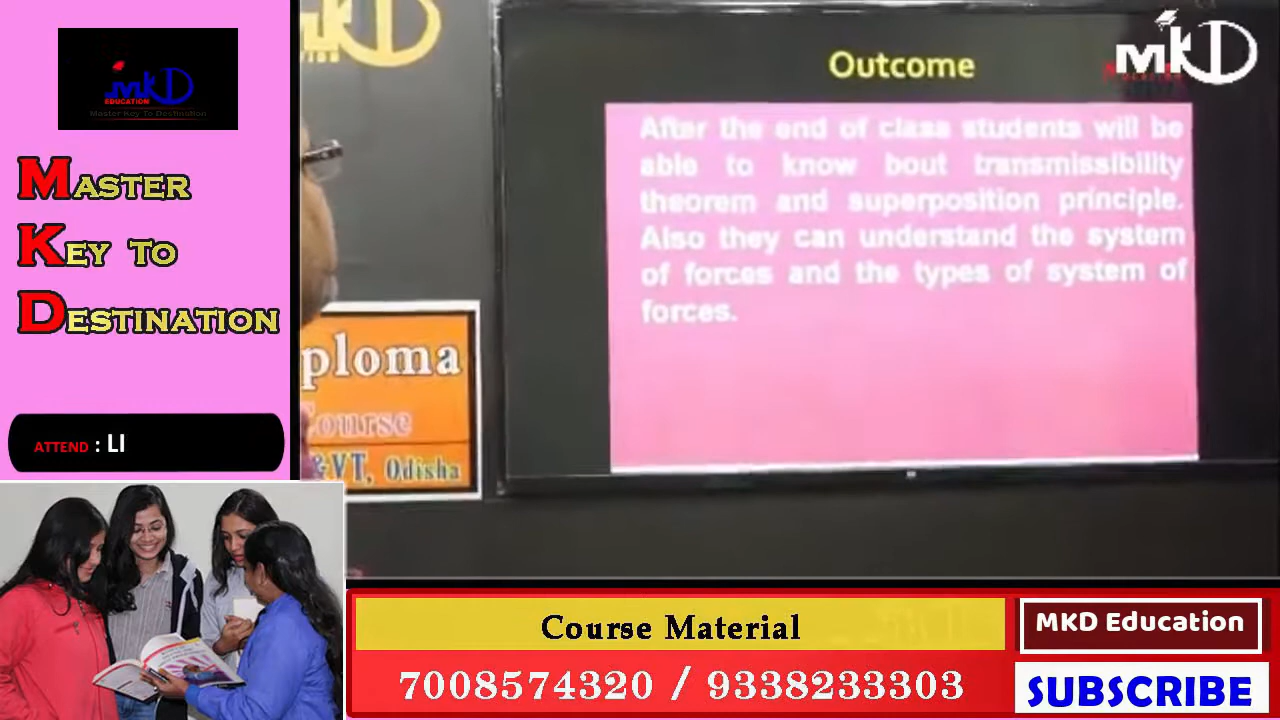 MKD
EDUCATION
Master Key To Destination
MASTER
KEY TO
DESTINATION
ATTEND : LI
Outcome
MKD
After the end of class students will be
able to know bout transmissibility
theorem and superposition principle.
Also they can understand the system
of forces and the types of system of
forces.
ploma
Course
&VT, Odisha
Course Material
7008574320 / 9338233303
MKD Education
SUBSCRIBE